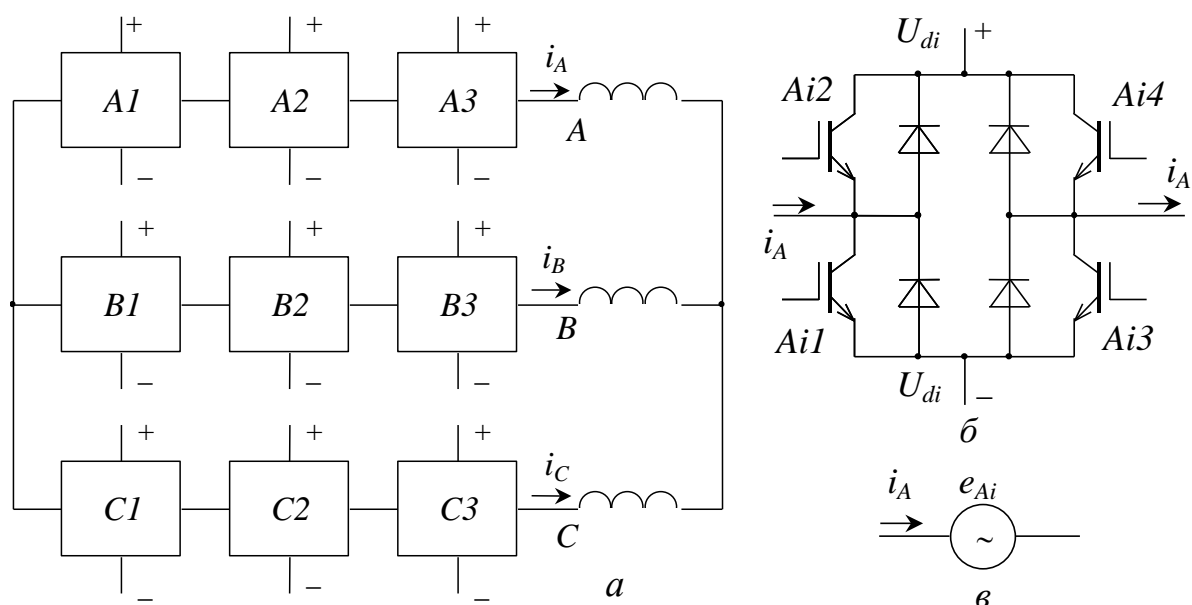 + + +
A1 A2 A3
i_A
A
– – –
+ + +
B1 B2 B3
i_B
B
– – –
+ + +
C1 C2 C3
i_C
C
– – –
а
U_di +
Ai2 Ai4
i_A i_A
Ai1 Ai3
U_di –
б
i_A e_Ai
~
в